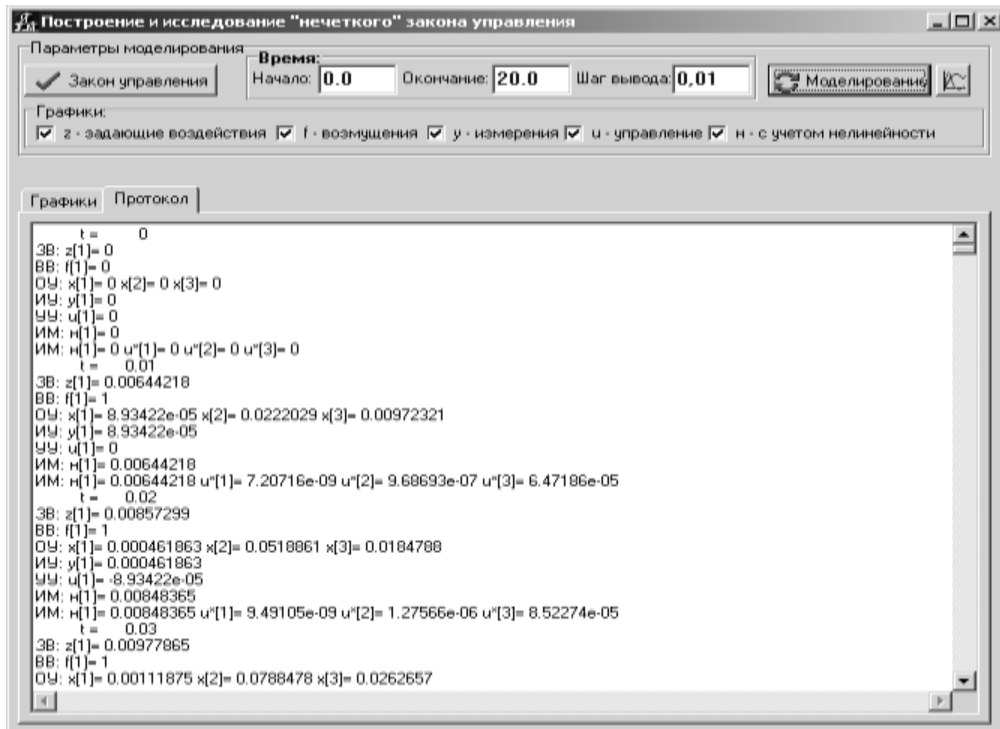 Построение и исследование "нечеткого" закона управления
Параметры моделирования
Время:
Закон управления Начало: 0.0 Окончание: 20.0 Шаг вывода: 0,01 Моделирование
Графики:
z - задающие воздействия f - возмущения y - измерения u - управление н - с учетом нелинейности
Графики Протокол
t = 0
ЗВ: z[1]= 0
ВВ: f[1]= 0
ОУ: x[1]= 0 x[2]= 0 x[3]= 0
ИУ: y[1]= 0
УУ: u[1]= 0
ИМ: н[1]= 0
ИМ: н[1]= 0 u"[1]= 0 u"[2]= 0 u"[3]= 0
t = 0.01
ЗВ: z[1]= 0.00644218
ВВ: f[1]= 1
ОУ: x[1]= 8.93422e-05 x[2]= 0.0222029 x[3]= 0.00972321
ИУ: y[1]= 8.93422e-05
УУ: u[1]= 0
ИМ: н[1]= 0.00644218
ИМ: н[1]= 0.00644218 u"[1]= 7.20716e-09 u"[2]= 9.68693e-07 u"[3]= 6.47186e-05
t = 0.02
ЗВ: z[1]= 0.00857299
ВВ: f[1]= 1
ОУ: x[1]= 0.000461863 x[2]= 0.0518861 x[3]= 0.0184788
ИУ: y[1]= 0.000461863
УУ: u[1]= -8.93422e-05
ИМ: н[1]= 0.00848365
ИМ: н[1]= 0.00848365 u"[1]= 9.49105e-09 u"[2]= 1.27566e-06 u"[3]= 8.52274e-05
t = 0.03
ЗВ: z[1]= 0.00977865
ВВ: f[1]= 1
ОУ: x[1]= 0.00111875 x[2]= 0.0788478 x[3]= 0.0262657